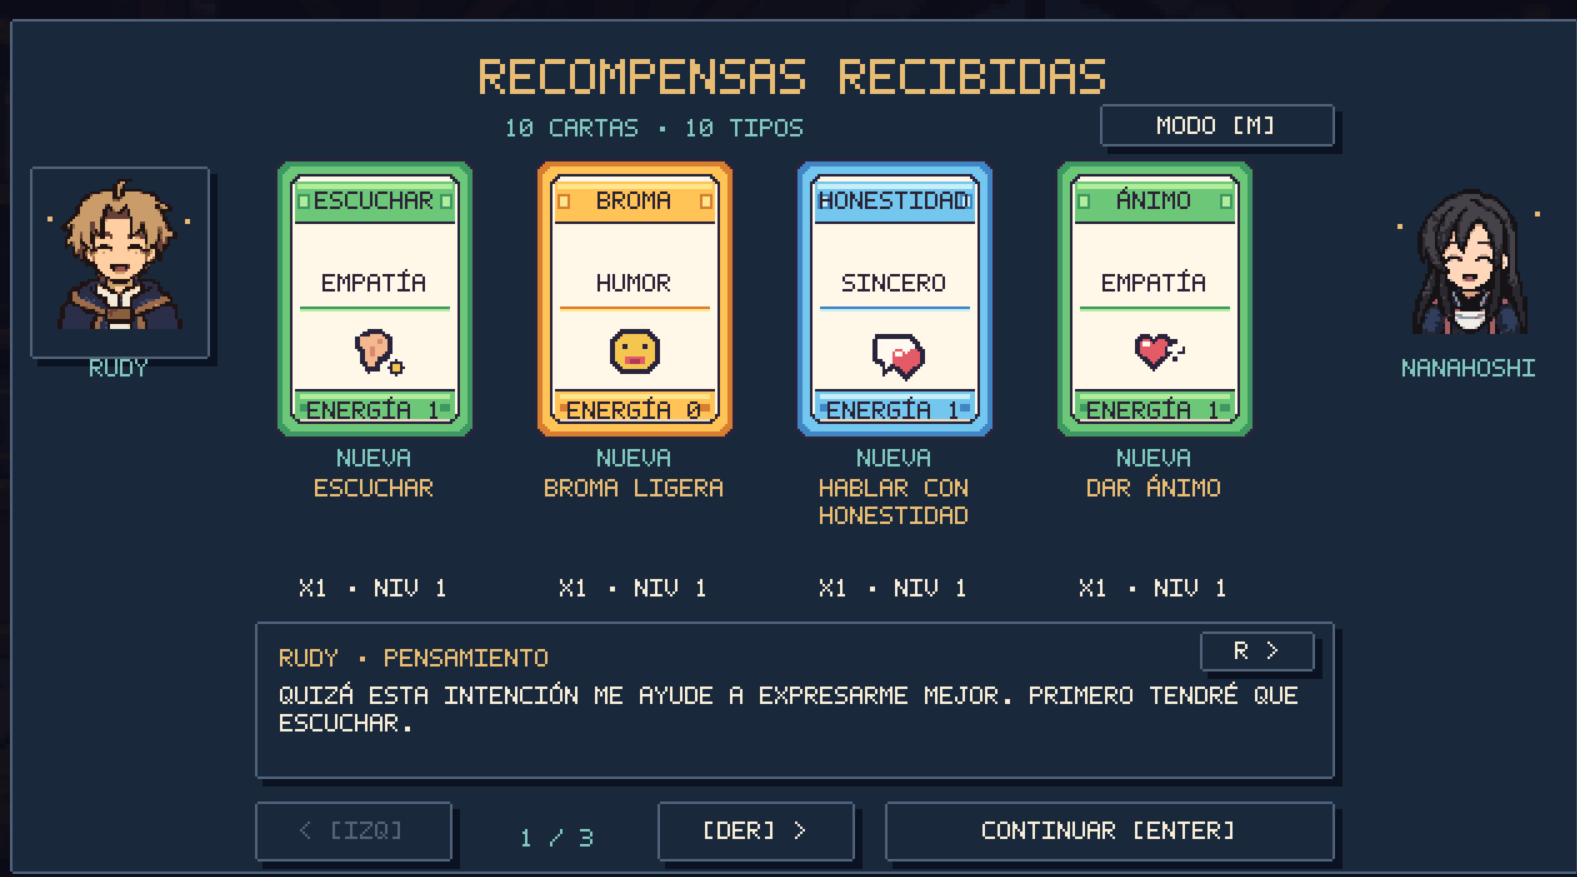 RECOMPENSAS RECIBIDAS
10 CARTAS · 10 TIPOS
MODO [M]
RUDY
ESCUCHAR
EMPATÍA
ENERGÍA 1
NUEVA
ESCUCHAR
X1 · NIV 1
BROMA
HUMOR
ENERGÍA 0
NUEVA
BROMA LIGERA
X1 · NIV 1
HONESTIDAD
SINCERO
ENERGÍA 1
NUEVA
HABLAR CON
HONESTIDAD
X1 · NIV 1
ÁNIMO
EMPATÍA
ENERGÍA 1
NUEVA
DAR ÁNIMO
X1 · NIV 1
NANAHOSHI
RUDY · PENSAMIENTO
R >
QUIZÁ ESTA INTENCIÓN ME AYUDE A EXPRESARME MEJOR. PRIMERO TENDRÉ QUE
ESCUCHAR.
< [IZQ]
1 / 3
[DER] >
CONTINUAR [ENTER]